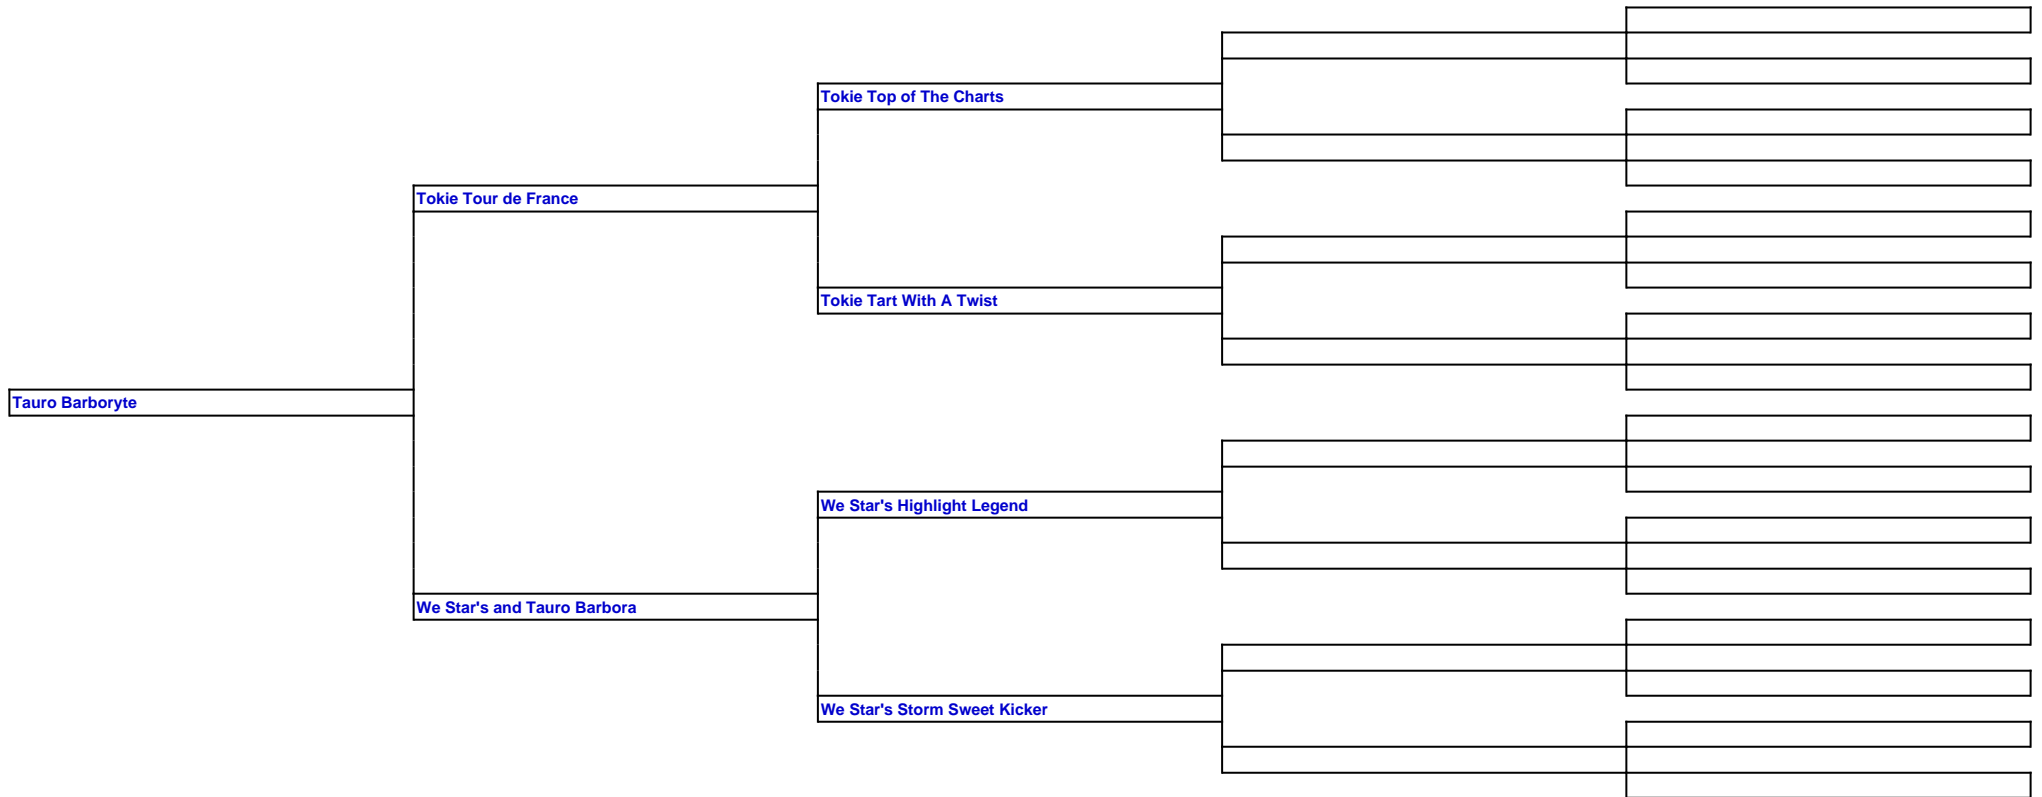 Tokie Top of The Charts
Tokie Tour de France
Tokie Tart With A Twist
Tauro Barboryte
We Star's Highlight Legend
We Star's and Tauro Barbora
We Star's Storm Sweet Kicker